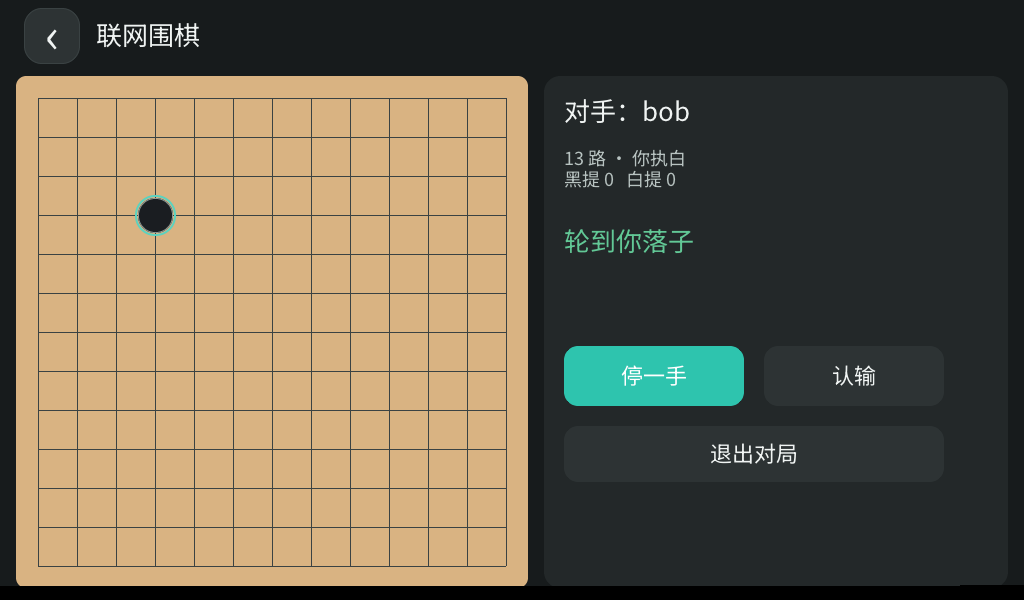 联网围棋
对手：bob
13 路 · 你执白
黑提 0 白提 0
轮到你落子
停一手
认输
退出对局